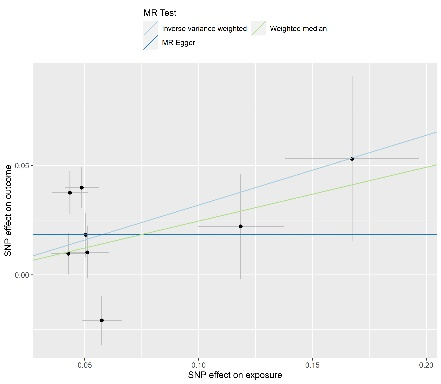 MR Test
Inverse variance weighted
Weighted median
MR Egger
SNP effect on outcome
0.05
0.00
0.05
0.10
0.15
0.20
SNP effect on exposure